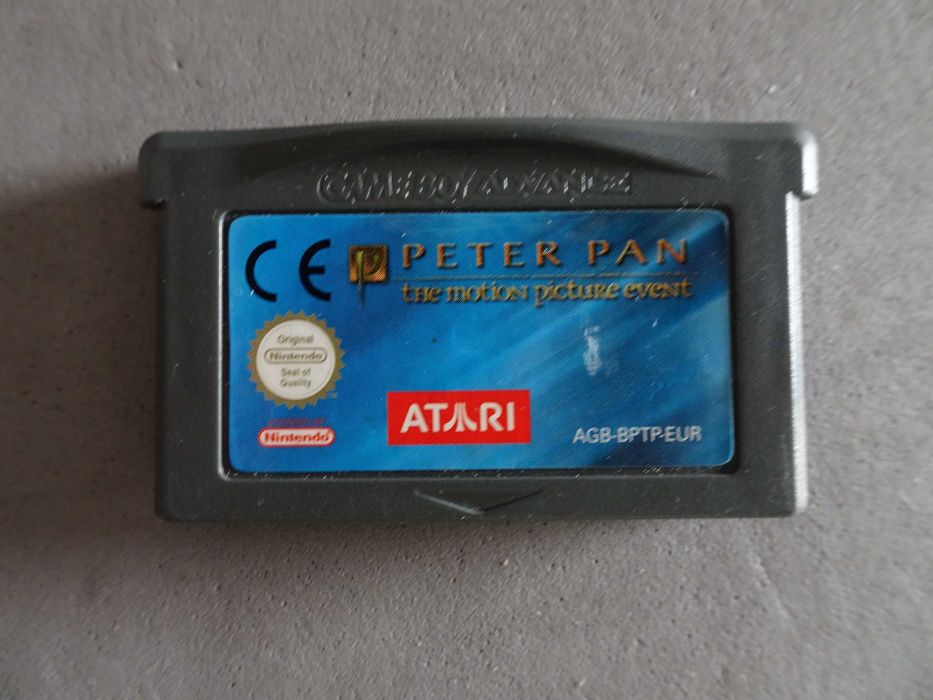 GAME BOY ADVANCE
CE
PETER PAN
the motion picture event
Original
Nintendo
Seal of
Quality
Nintendo
ATARI
AGB-BPTP-EUR